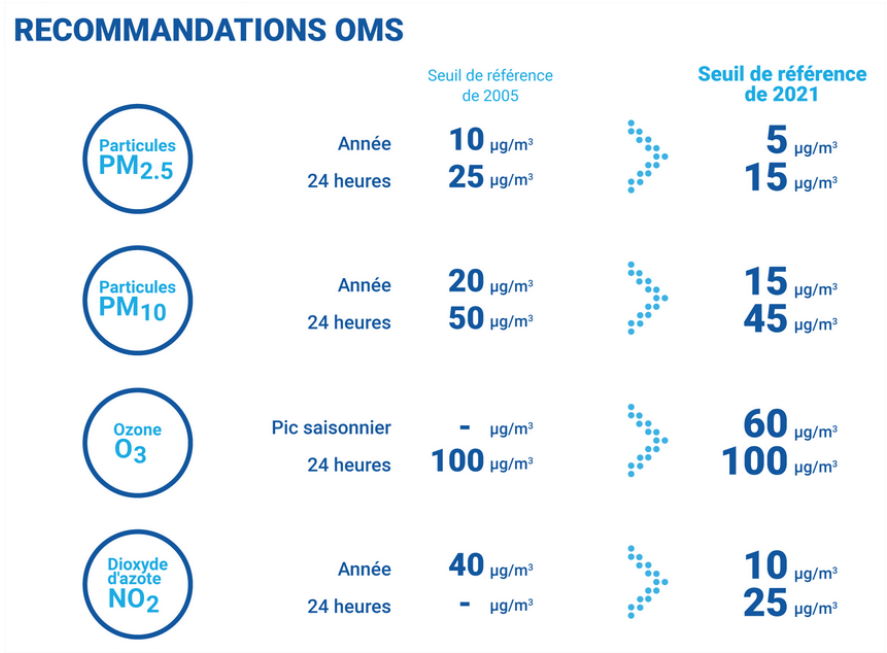 RECOMMANDATIONS OMS
Seuil de référence
de 2005
Seuil de référence
de 2021
Particules
PM2.5
Année 10 µg/m³ 5 µg/m³
24 heures 25 µg/m³ 15 µg/m³
Particules
PM10
Année 20 µg/m³ 15 µg/m³
24 heures 50 µg/m³ 45 µg/m³
Ozone
O3
Pic saisonnier - µg/m³ 60 µg/m³
24 heures 100 µg/m³ 100 µg/m³
Dioxyde
d'azote
NO2
Année 40 µg/m³ 10 µg/m³
24 heures - µg/m³ 25 µg/m³